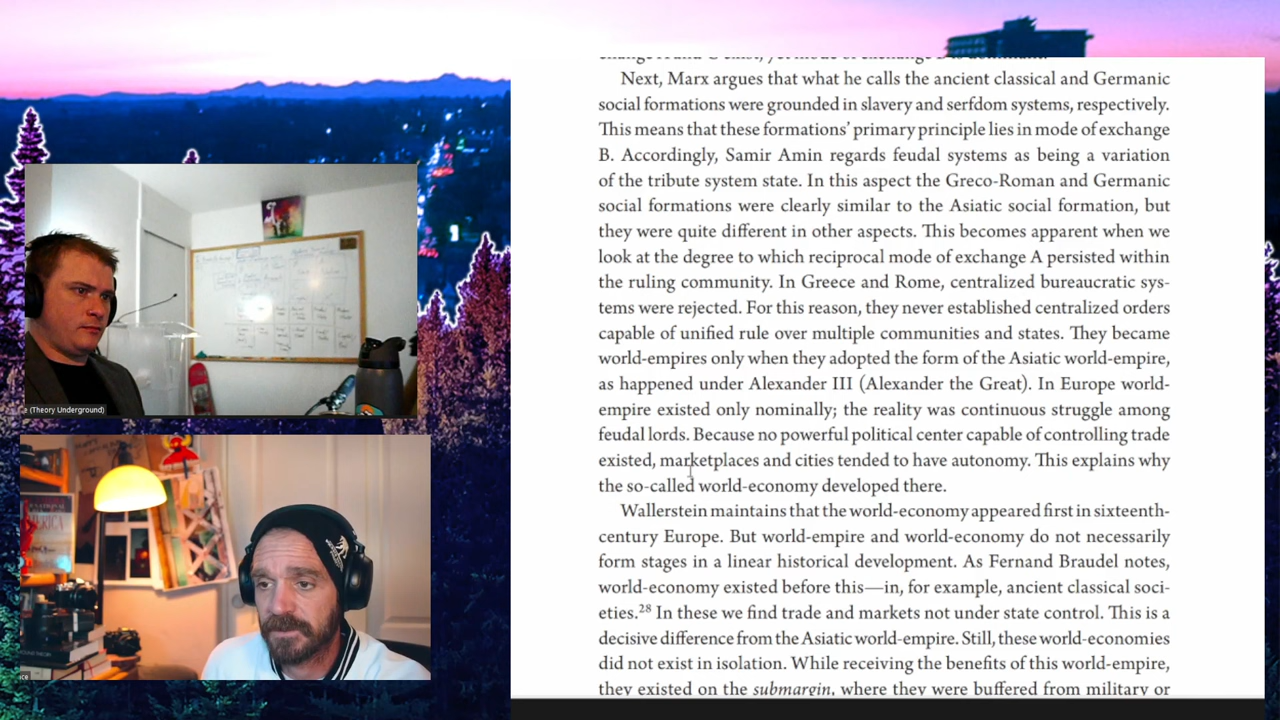 Next, Marx argues that what he calls the ancient classical and Germanic
social formations were grounded in slavery and serfdom systems, respectively.
This means that these formations’ primary principle lies in mode of exchange
B. Accordingly, Samir Amin regards feudal systems as being a variation
of the tribute system state. In this aspect the Greco-Roman and Germanic
social formations were clearly similar to the Asiatic social formation, but
they were quite different in other aspects. This becomes apparent when we
look at the degree to which reciprocal mode of exchange A persisted within
the ruling community. In Greece and Rome, centralized bureaucratic sys-
tems were rejected. For this reason, they never established centralized orders
capable of unified rule over multiple communities and states. They became
world-empires only when they adopted the form of the Asiatic world-empire,
as happened under Alexander III (Alexander the Great). In Europe world-
empire existed only nominally; the reality was continuous struggle among
feudal lords. Because no powerful political center capable of controlling trade
existed, marketplaces and cities tended to have autonomy. This explains why
the so-called world-economy developed there.
Wallerstein maintains that the world-economy appeared first in sixteenth-
century Europe. But world-empire and world-economy do not necessarily
form stages in a linear historical development. As Fernand Braudel notes,
world-economy existed before this—in, for example, ancient classical soci-
eties.28 In these we find trade and markets not under state control. This is a
decisive difference from the Asiatic world-empire. Still, these world-economies
did not exist in isolation. While receiving the benefits of this world-empire,
they existed on the submargin, where they were buffered from military or
e (Theory Underground)